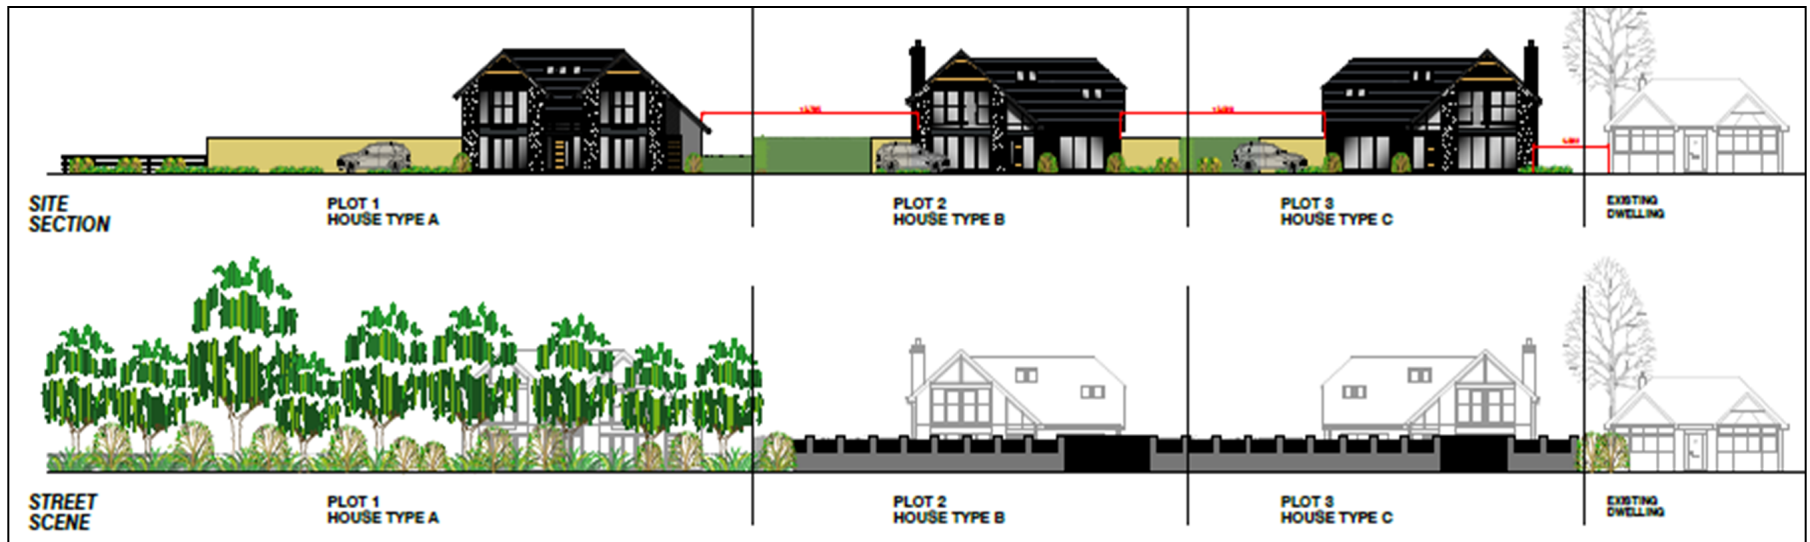 SITE
SECTION
PLOT 1
HOUSE TYPE A
PLOT 2
HOUSE TYPE B
PLOT 3
HOUSE TYPE C
EXISTING
DWELLING
STREET
SCENE
PLOT 1
HOUSE TYPE A
PLOT 2
HOUSE TYPE B
PLOT 3
HOUSE TYPE C
EXISTING
DWELLING